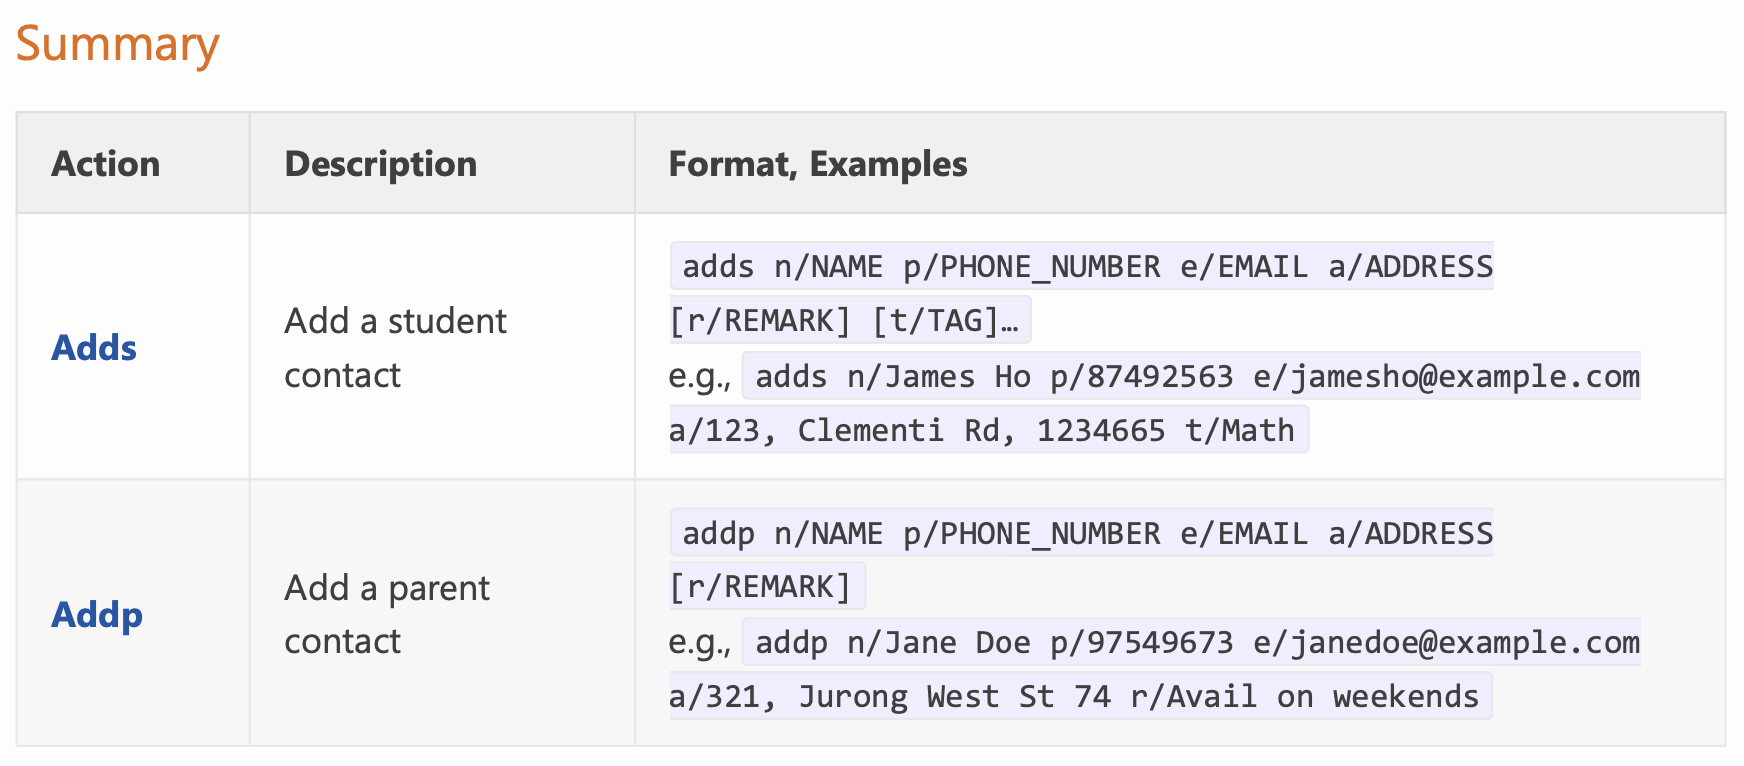 Summary
Action
Description
Format, Examples
Adds
Add a student
contact
adds n/NAME p/PHONE_NUMBER e/EMAIL a/ADDRESS
[r/REMARK] [t/TAG]…
e.g., adds n/James Ho p/87492563 e/jamesho@example.com
a/123, Clementi Rd, 1234665 t/Math
Addp
Add a parent
contact
addp n/NAME p/PHONE_NUMBER e/EMAIL a/ADDRESS
[r/REMARK]
e.g., addp n/Jane Doe p/97549673 e/janedoe@example.com
a/321, Jurong West St 74 r/Avail on weekends